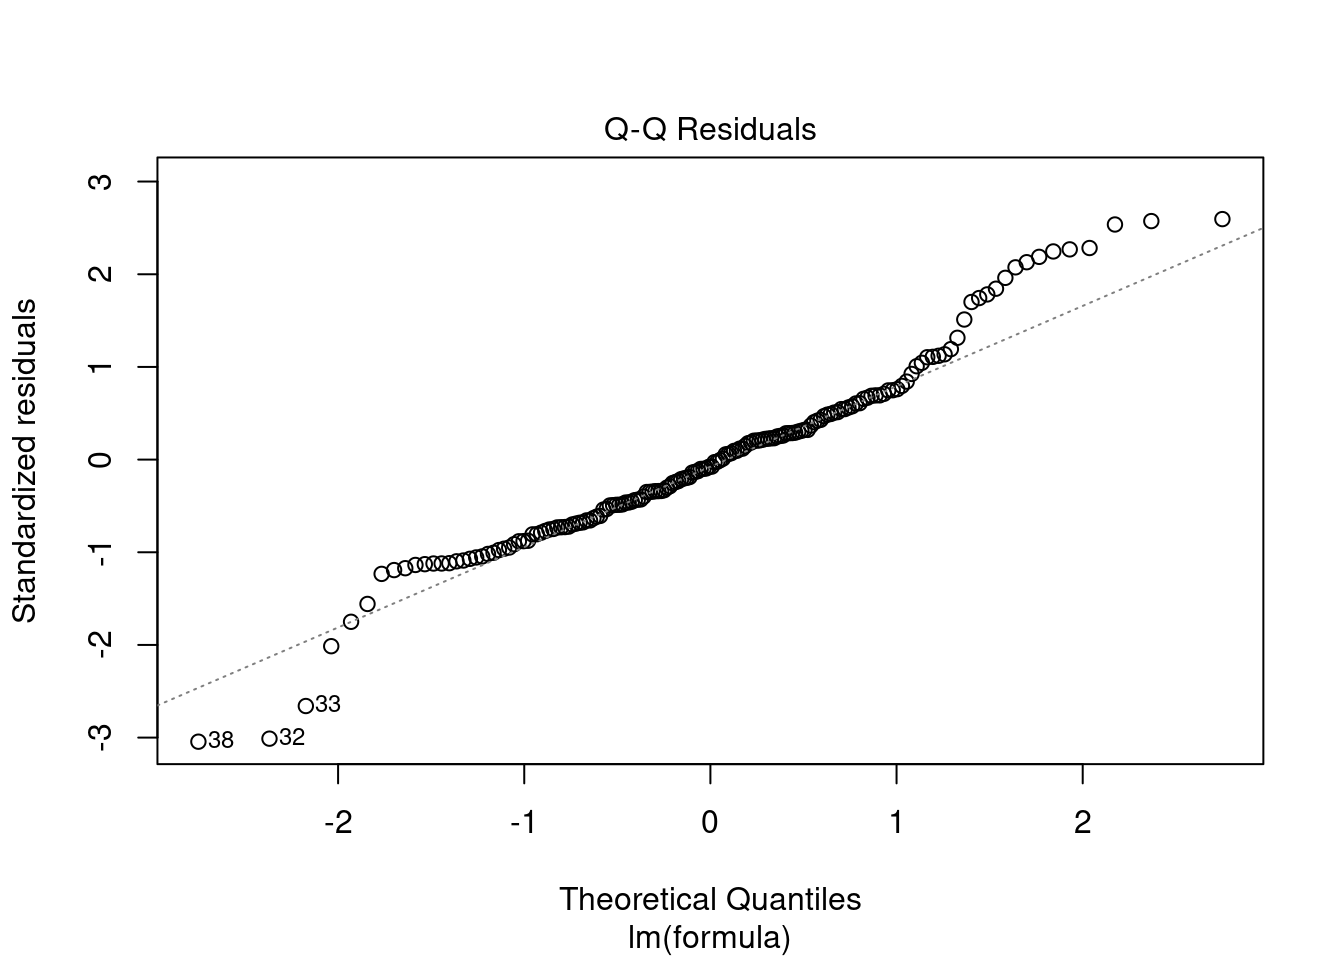 Q-Q Residuals
Standardized residuals
3
2
1
0
-1
-2
-3
33
38
32
-2 -1 0 1 2
Theoretical Quantiles
lm(formula)